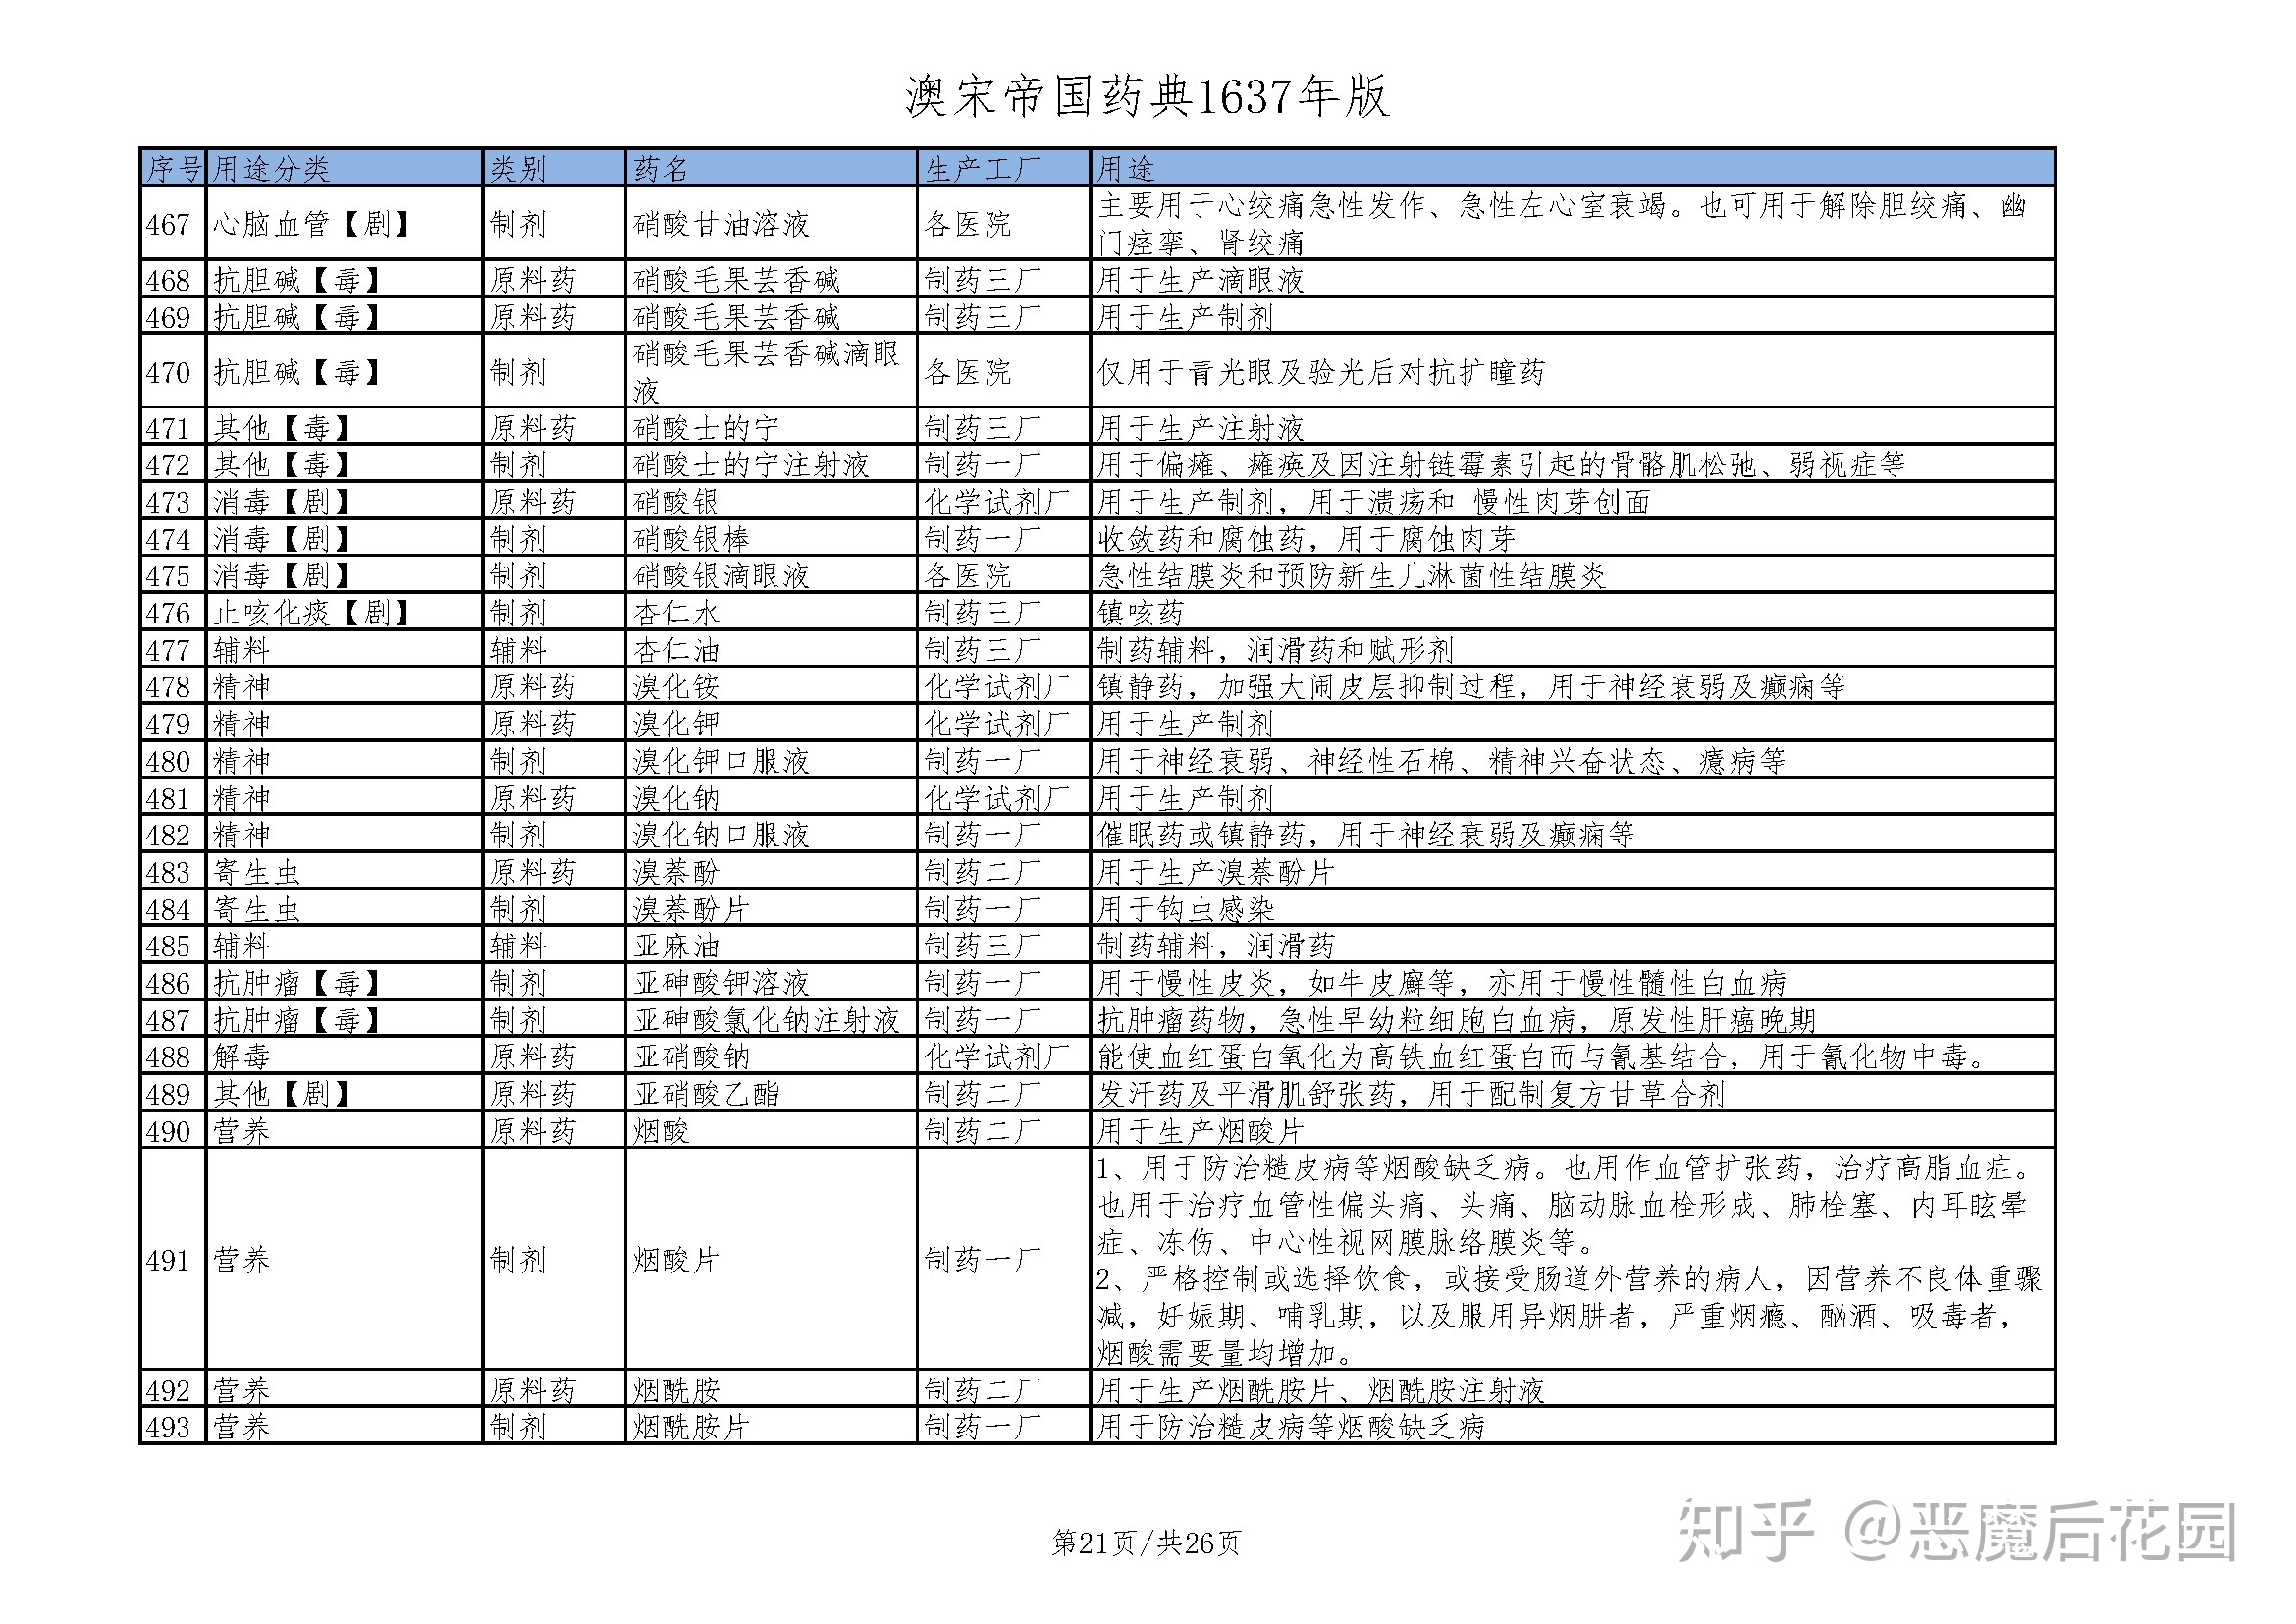 澳宋帝国药典1637年版
序号 用途分类 类别 药名 生产工厂 用途
467 心脑血管【剧】 制剂 硝酸甘油溶液 各医院 主要用于心绞痛急性发作、急性左心室衰竭。也可用于解除胆绞痛、幽
门痉挛、肾绞痛
468 抗胆碱【毒】 原料药 硝酸毛果芸香碱 制药三厂 用于生产滴眼液
469 抗胆碱【毒】 原料药 硝酸毛果芸香碱 制药三厂 用于生产制剂
470 抗胆碱【毒】 制剂 硝酸毛果芸香碱滴眼
液 各医院 仅用于青光眼及验光后对抗扩瞳药
471 其他【毒】 原料药 硝酸士的宁 制药三厂 用于生产注射液
472 其他【毒】 制剂 硝酸士的宁注射液 制药一厂 用于偏瘫、瘫痪及因注射链霉素引起的骨骼肌松弛、弱视症等
473 消毒【剧】 原料药 硝酸银 化学试剂厂 用于生产制剂，用于溃疡和 慢性肉芽创面
474 消毒【剧】 制剂 硝酸银棒 制药一厂 收敛药和腐蚀药，用于腐蚀肉芽
475 消毒【剧】 制剂 硝酸银滴眼液 各医院 急性结膜炎和预防新生儿淋菌性结膜炎
476 止咳化痰【剧】 制剂 杏仁水 制药三厂 镇咳药
477 辅料 辅料 杏仁油 制药三厂 制药辅料，润滑药和赋形剂
478 精神 原料药 溴化铵 化学试剂厂 镇静药，加强大闹皮层抑制过程，用于神经衰弱及癫痫等
479 精神 原料药 溴化钾 化学试剂厂 用于生产制剂
480 精神 制剂 溴化钾口服液 制药一厂 用于神经衰弱、神经性石棉、精神兴奋状态、癔病等
481 精神 原料药 溴化钠 化学试剂厂 用于生产制剂
482 精神 制剂 溴化钠口服液 制药一厂 催眠药或镇静药，用于神经衰弱及癫痫等
483 寄生虫 原料药 溴萘酚 制药二厂 用于生产溴萘酚片
484 寄生虫 制剂 溴萘酚片 制药一厂 用于钩虫感染
485 辅料 辅料 亚麻油 制药三厂 制药辅料，润滑药
486 抗肿瘤【毒】 制剂 亚砷酸钾溶液 制药一厂 用于慢性皮炎，如牛皮廯等，亦用于慢性髓性白血病
487 抗肿瘤【毒】 制剂 亚砷酸氯化钠注射液 制药一厂 抗肿瘤药物，急性早幼粒细胞白血病，原发性肝癌晚期
488 解毒 原料药 亚硝酸钠 化学试剂厂 能使血红蛋白氧化为高铁血红蛋白而与氰基结合，用于氰化物中毒。
489 其他【剧】 原料药 亚硝酸乙酯 制药二厂 发汗药及平滑肌舒张药，用于配制复方甘草合剂
490 营养 原料药 烟酸 制药二厂 用于生产烟酸片
491 营养 制剂 烟酸片 制药一厂 1、用于防治糙皮病等烟酸缺乏病。也用作血管扩张药，治疗高脂血症。
也用于治疗血管性偏头痛、头痛、脑动脉血栓形成、肺栓塞、内耳眩晕
症、冻伤、中心性视网膜脉络膜炎等。
2、严格控制或选择饮食，或接受肠道外营养的病人，因营养不良体重骤
减，妊娠期、哺乳期，以及服用异烟肼者，严重烟瘾、酗酒、吸毒者，
烟酸需要量均增加。
492 营养 原料药 烟酰胺 制药二厂 用于生产烟酰胺片、烟酰胺注射液
493 营养 制剂 烟酰胺片 制药一厂 用于防治糙皮病等烟酸缺乏病
第21页/共26页
知乎 @恶魔后花园